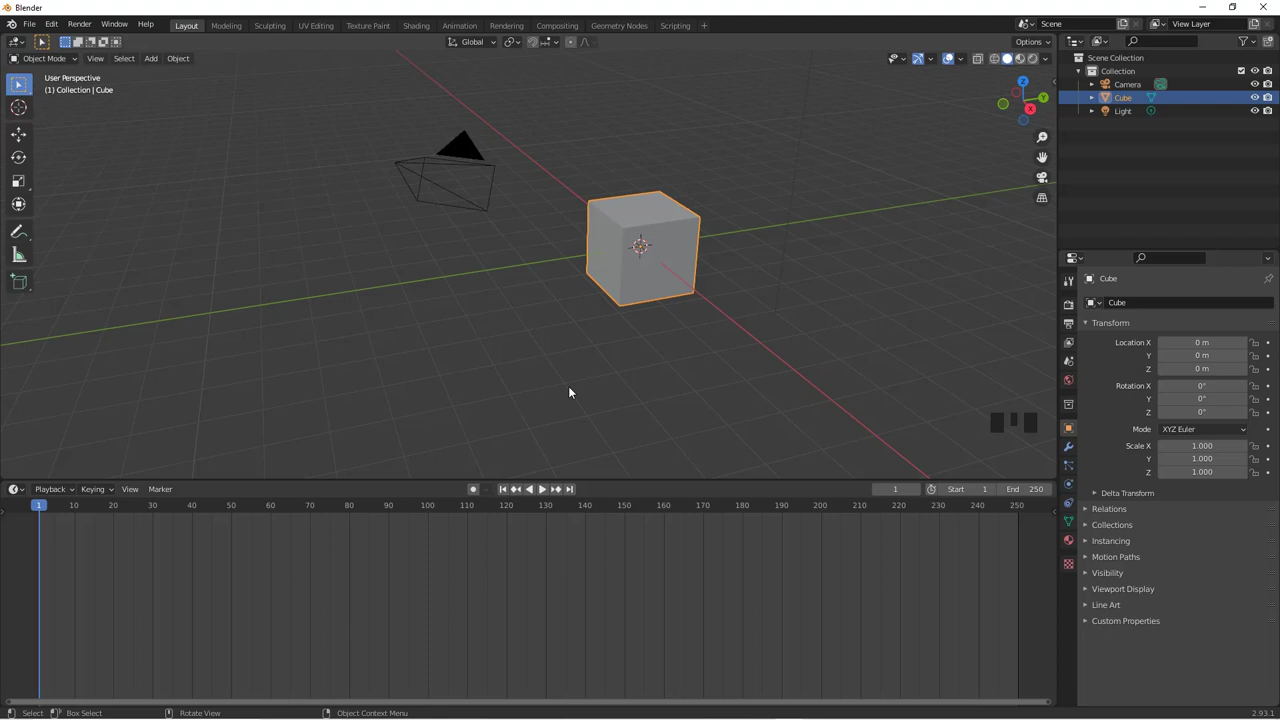 Blender
File Edit Render Window Help Layout Modeling Sculpting UV Editing Texture Paint Shading Animation Rendering Compositing Geometry Nodes Scripting + Scene View Layer
Global Options
Object Mode View Select Add Object
User Perspective
(1) Collection | Cube
Z
Y
X
Scene Collection
Collection
Camera
Cube
Light
Cube
Cube
Transform
Location X 0 m
Y 0 m
Z 0 m
Rotation X 0°
Y 0°
Z 0°
Mode XYZ Euler
Scale X 1.000
Y 1.000
Z 1.000
Delta Transform
Relations
Collections
Instancing
Motion Paths
Visibility
Viewport Display
Line Art
Custom Properties
Playback Keying View Marker 1 Start 1 End 250
1 10 20 30 40 50 60 70 80 90 100 110 120 130 140 150 160 170 180 190 200 210 220 230 240 250
Select Box Select Rotate View Object Context Menu 2.93.1